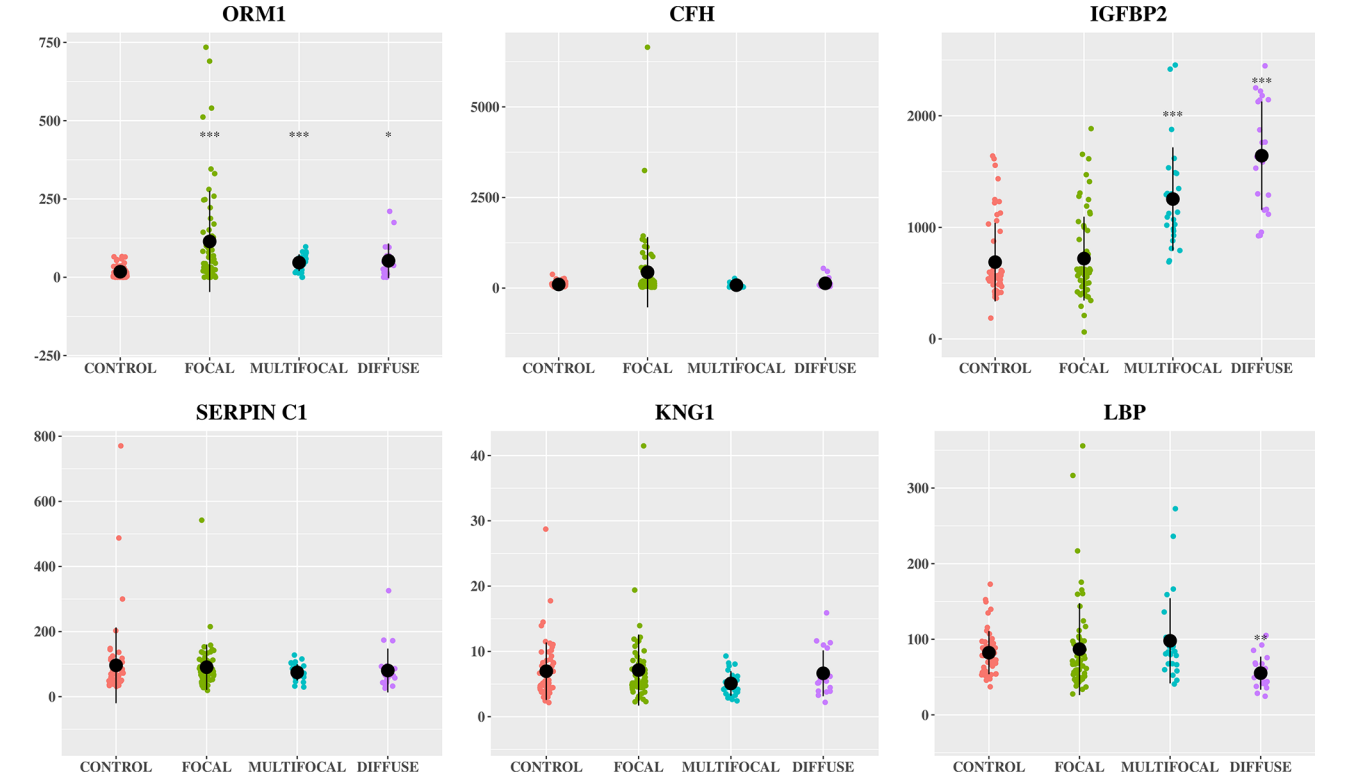 ORM1
CFH
IGFBP2
750
500
250
0
-250
*** *** *
CONTROL FOCAL MULTIFOCAL DIFFUSE
5000
2500
0
CONTROL FOCAL MULTIFOCAL DIFFUSE
2000
1000
0
*** ***
CONTROL FOCAL MULTIFOCAL DIFFUSE
SERPIN C1
KNG1
LBP
800
600
400
200
0
CONTROL FOCAL MULTIFOCAL DIFFUSE
40
30
20
10
0
CONTROL FOCAL MULTIFOCAL DIFFUSE
300
200
100
0
**
CONTROL FOCAL MULTIFOCAL DIFFUSE